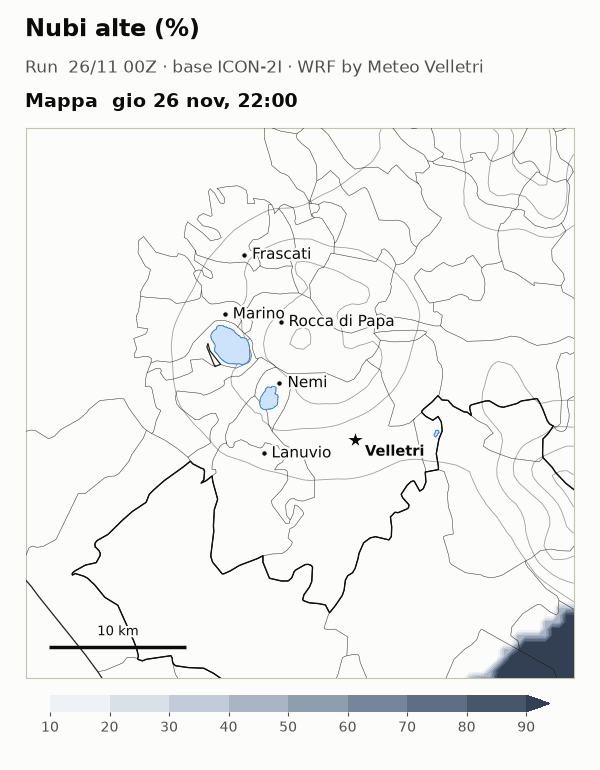 Nubi alte (%)
Run  26/11 00Z · base ICON-2I · WRF by Meteo Velletri
Mappa  gio 26 nov, 22:00
Frascati
Marino
Rocca di Papa
Nemi
Lanuvio
Velletri
10 km
10 20 30 40 50 60 70 80 90